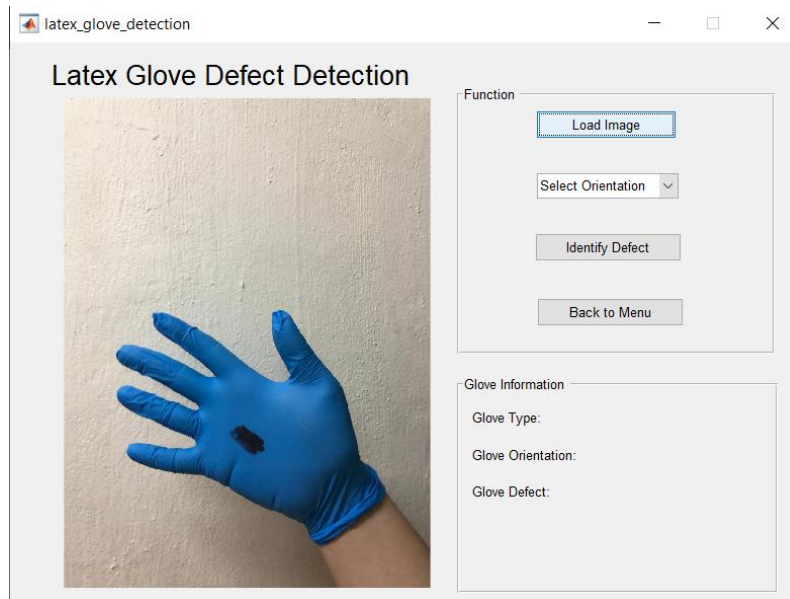 latex_glove_detection
Latex Glove Defect Detection
Function
Load Image
Select Orientation
Identify Defect
Back to Menu
Glove Information
Glove Type:
Glove Orientation:
Glove Defect: